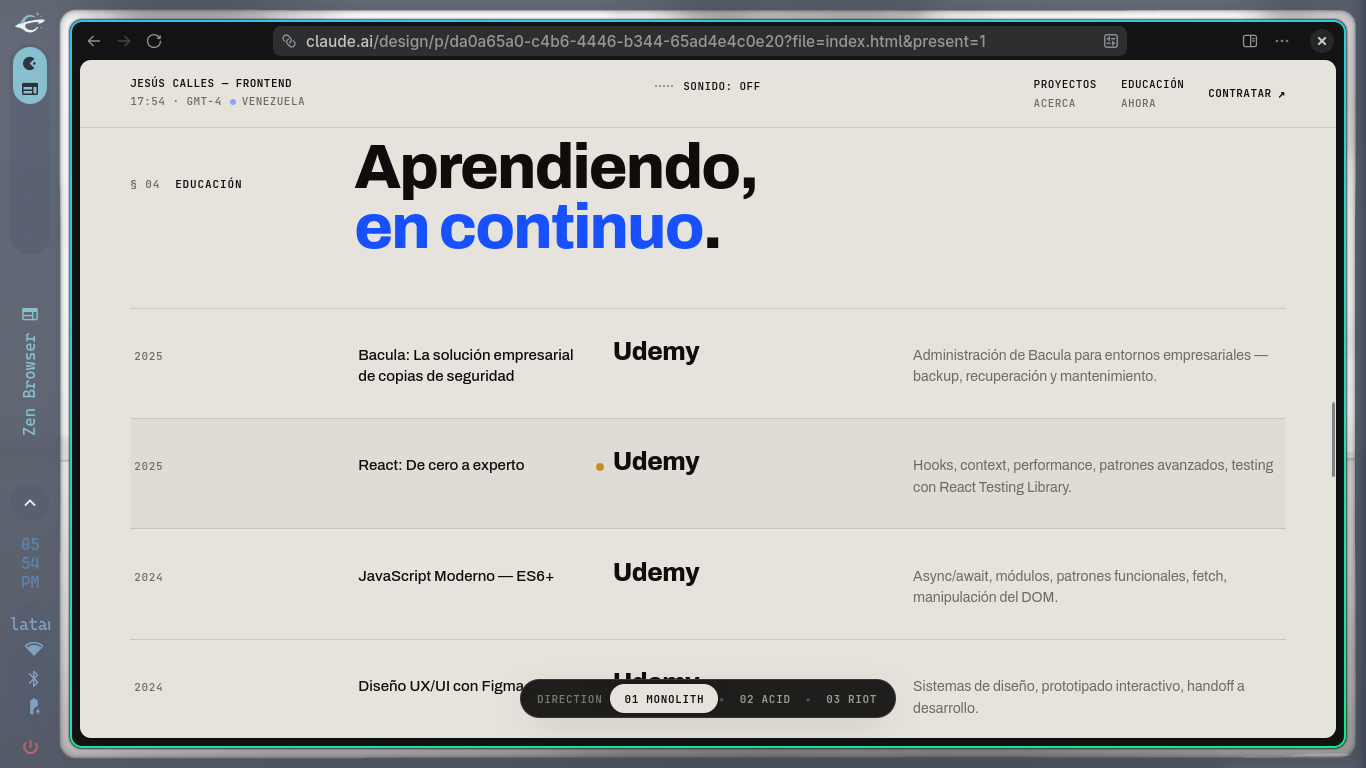 claude.ai/design/p/da0a65a0-c4b6-4446-b344-65ad4e4c0e20?file=index.html&present=1
JESÚS CALLES — FRONTEND
17:54 · GMT-4 VENEZUELA
SONIDO: OFF
PROYECTOS
ACERCA
EDUCACIÓN
AHORA
CONTRATAR ↗
§ 04 EDUCACIÓN
Aprendiendo,
en continuo.
2025
Bacula: La solución empresarial
de copias de seguridad
Udemy
Administración de Bacula para entornos empresariales —
backup, recuperación y mantenimiento.
2025
React: De cero a experto
Udemy
Hooks, context, performance, patrones avanzados, testing
con React Testing Library.
2024
JavaScript Moderno — ES6+
Udemy
Async/await, módulos, patrones funcionales, fetch,
manipulación del DOM.
2024
Diseño UX/UI con Figma
Sistemas de diseño, prototipado interactivo, handoff a
desarrollo.
DIRECTION 01 MONOLITH 02 ACID 03 RIOT
Zen Browser
05
54
PM